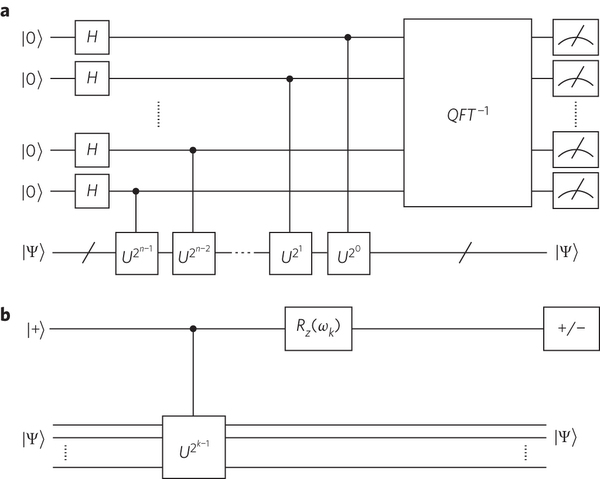 a
|0⟩ H
|0⟩ H
QFT⁻¹
|0⟩ H
|0⟩ H
|Ψ⟩ U^{2^{n−1}} U^{2^{n−2}} U^{2^1} U^{2^0} |Ψ⟩
b
|+⟩ R_z(ω_k) +/−
|Ψ⟩ U^{2^{k−1}} |Ψ⟩